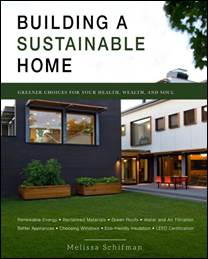 BUILDING A
SUSTAINABLE
HOME
GREENER CHOICES FOR YOUR HEALTH, WEALTH, AND SOUL
Renewable Energy • Reclaimed Materials • Green Roofs • Water and Air Filtration
Better Appliances • Choosing Windows • Eco-friendly Insulation • LEED Certification
Melissa Schifman